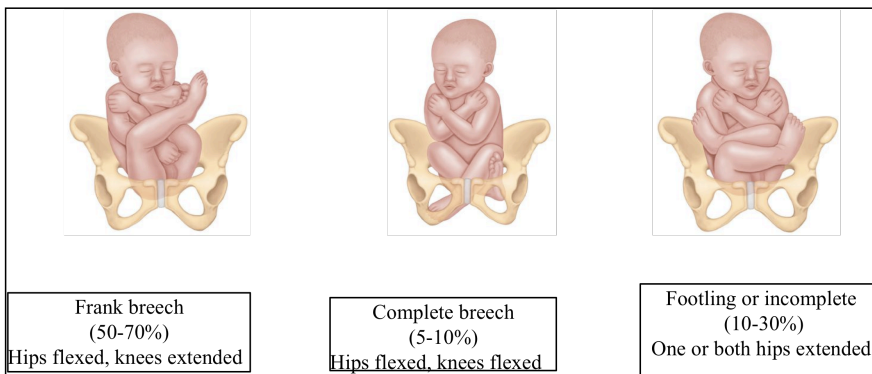 Frank breech
(50-70%)
Hips flexed, knees extended
Complete breech
(5-10%)
Hips flexed, knees flexed
Footling or incomplete
(10-30%)
One or both hips extended